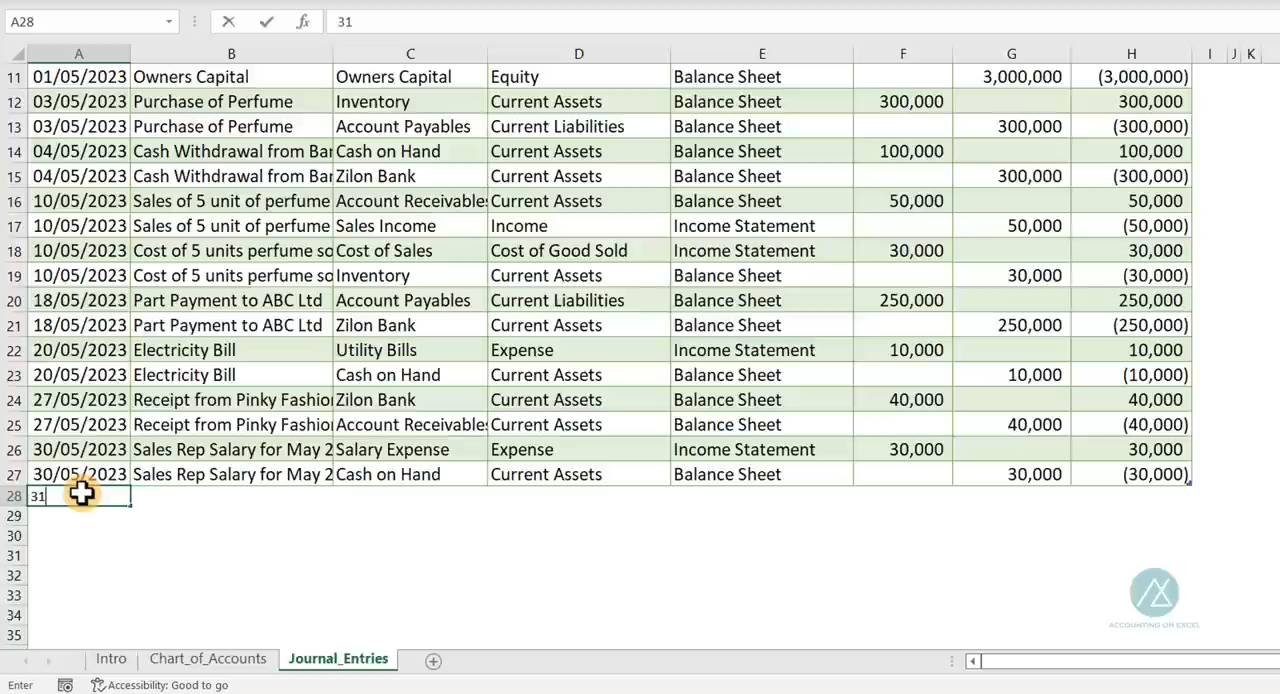 A28 31
A B C D E F G H I J K
11 01/05/2023 Owners Capital Owners Capital Equity Balance Sheet 3,000,000 (3,000,000)
12 03/05/2023 Purchase of Perfume Inventory Current Assets Balance Sheet 300,000 300,000
13 03/05/2023 Purchase of Perfume Account Payables Current Liabilities Balance Sheet 300,000 (300,000)
14 04/05/2023 Cash Withdrawal from Bar Cash on Hand Current Assets Balance Sheet 100,000 100,000
15 04/05/2023 Cash Withdrawal from Bar Zilon Bank Current Assets Balance Sheet 300,000 (300,000)
16 10/05/2023 Sales of 5 unit of perfume Account Receivables Current Assets Balance Sheet 50,000 50,000
17 10/05/2023 Sales of 5 unit of perfume Sales Income Income Income Statement 50,000 (50,000)
18 10/05/2023 Cost of 5 units perfume so Cost of Sales Cost of Good Sold Income Statement 30,000 30,000
19 10/05/2023 Cost of 5 units perfume so Inventory Current Assets Balance Sheet 30,000 (30,000)
20 18/05/2023 Part Payment to ABC Ltd Account Payables Current Liabilities Balance Sheet 250,000 250,000
21 18/05/2023 Part Payment to ABC Ltd Zilon Bank Current Assets Balance Sheet 250,000 (250,000)
22 20/05/2023 Electricity Bill Utility Bills Expense Income Statement 10,000 10,000
23 20/05/2023 Electricity Bill Cash on Hand Current Assets Balance Sheet 10,000 (10,000)
24 27/05/2023 Receipt from Pinky Fashio Zilon Bank Current Assets Balance Sheet 40,000 40,000
25 27/05/2023 Receipt from Pinky Fashio Account Receivables Current Assets Balance Sheet 40,000 (40,000)
26 30/05/2023 Sales Rep Salary for May 2 Salary Expense Expense Income Statement 30,000 30,000
27 30/05/2023 Sales Rep Salary for May 2 Cash on Hand Current Assets Balance Sheet 30,000 (30,000)
28 31
29
30
31
32
33
34
35
ACCOUNTING ON EXCEL
Intro Chart_of_Accounts Journal_Entries
Enter Accessibility: Good to go